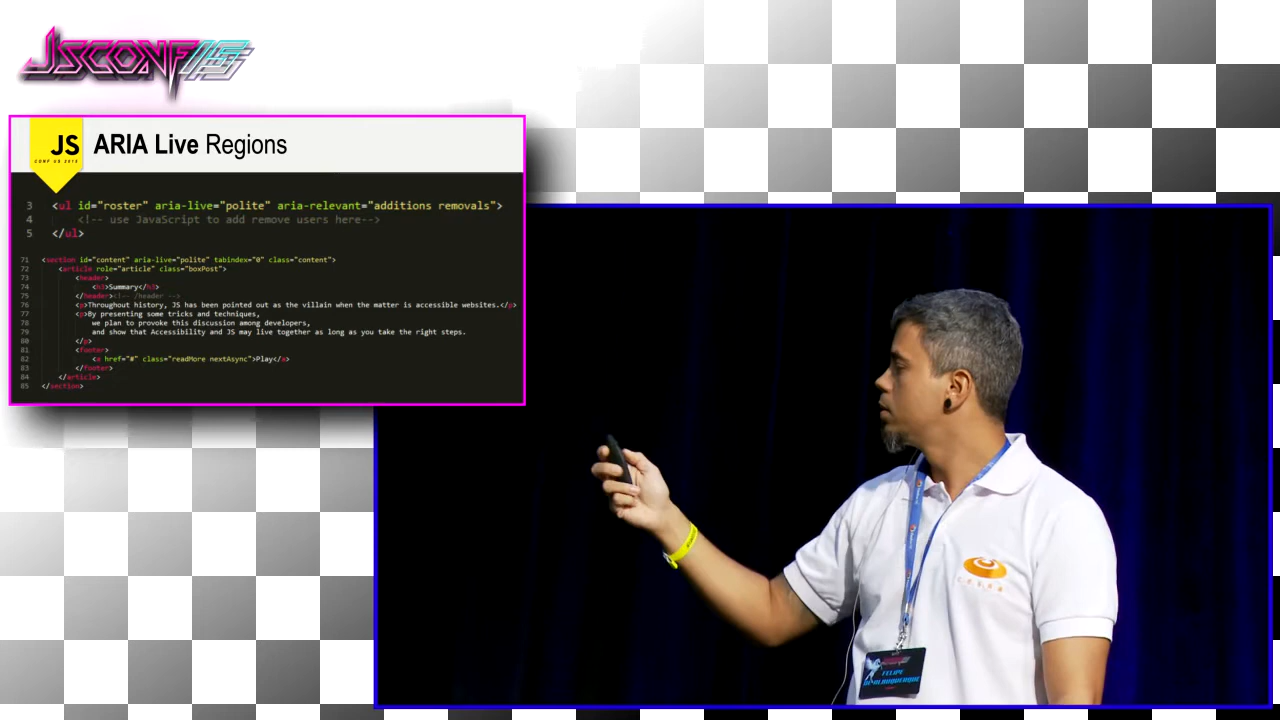 JSCONF15
JS
CONF US 2015
ARIA Live Regions
3 <ul id="roster" aria-live="polite" aria-relevant="additions removals">
4 <!-- use JavaScript to add remove users here-->
5 </ul>
71 <section id="content" aria-live="polite" tabindex="0" class="content">
72 <article role="article" class="boxPost">
73 <header>
74 <h3>Summary</h3>
75 </header><!-- /header -->
76 <p>Throughout history, JS has been pointed out as the villain when the matter is accessible websites.</p>
77 <p>By presenting some tricks and techniques,
78 we plan to provoke this discussion among developers,
79 and show that Accessibility and JS may live together as long as you take the right steps.
80 </p>
81 <footer>
82 <a href="#" class="readMore nextAsync">Play</a>
83 </footer>
84 </article>
85 </section>
FELIPE
DEALBUQUERQUE